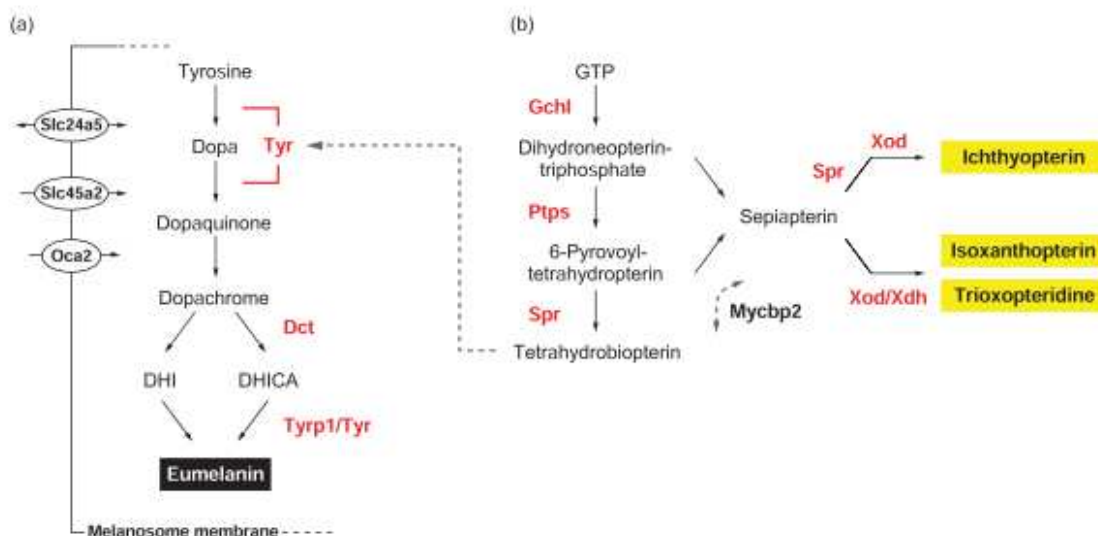 (a)
Tyrosine
Slc24a5
Dopa
Tyr
Slc45a2
Dopaquinone
Oca2
Dopachrome
Dct
DHI
DHICA
Tyrp1/Tyr
Eumelanin
Melanosome membrane
(b)
GTP
GchI
Dihydroneopterin-
triphosphate
Ptps
6-Pyrovoyl-
tetrahydropterin
Spr
Tetrahydrobiopterin
Mycbp2
Sepiapterin
Spr
Xod
Ichthyopterin
Isoxanthopterin
Xod/Xdh
Trioxopteridine